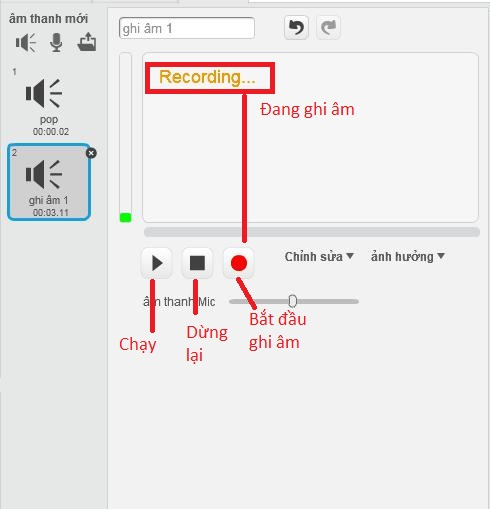 âm thanh mới
1
pop
00:00.02
2
ghi âm 1
00:03.11
ghi âm 1
Recording...
Đang ghi âm
Chỉnh sửa
ảnh hưởng
âm thanh Mic
Chạy
Dừng
lại
Bắt đầu
ghi âm